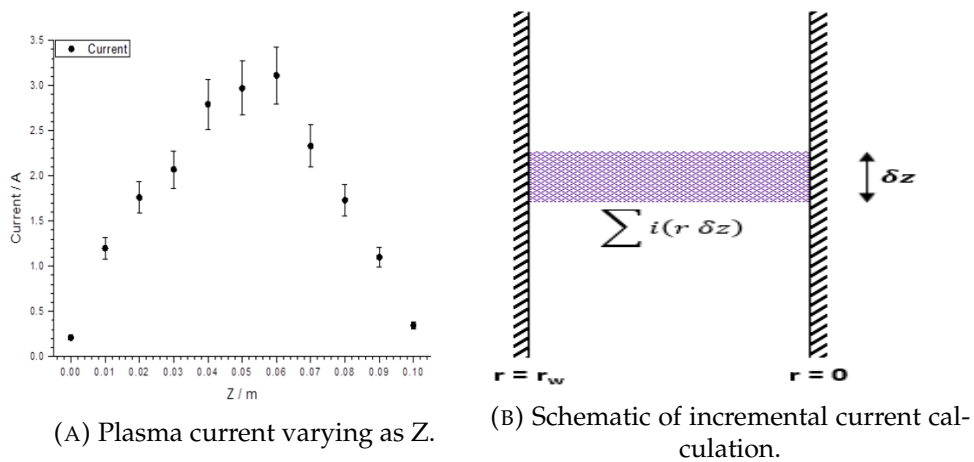 3.5
3.0
2.5
2.0
1.5
1.0
0.5
0.0
Current / A
Current
0.00 0.01 0.02 0.03 0.04 0.05 0.06 0.07 0.08 0.09 0.10
Z / m
(A) Plasma current varying as Z.
δz
∑ i(r δz)
r = r_w
r = 0
(B) Schematic of incremental current cal-
culation.